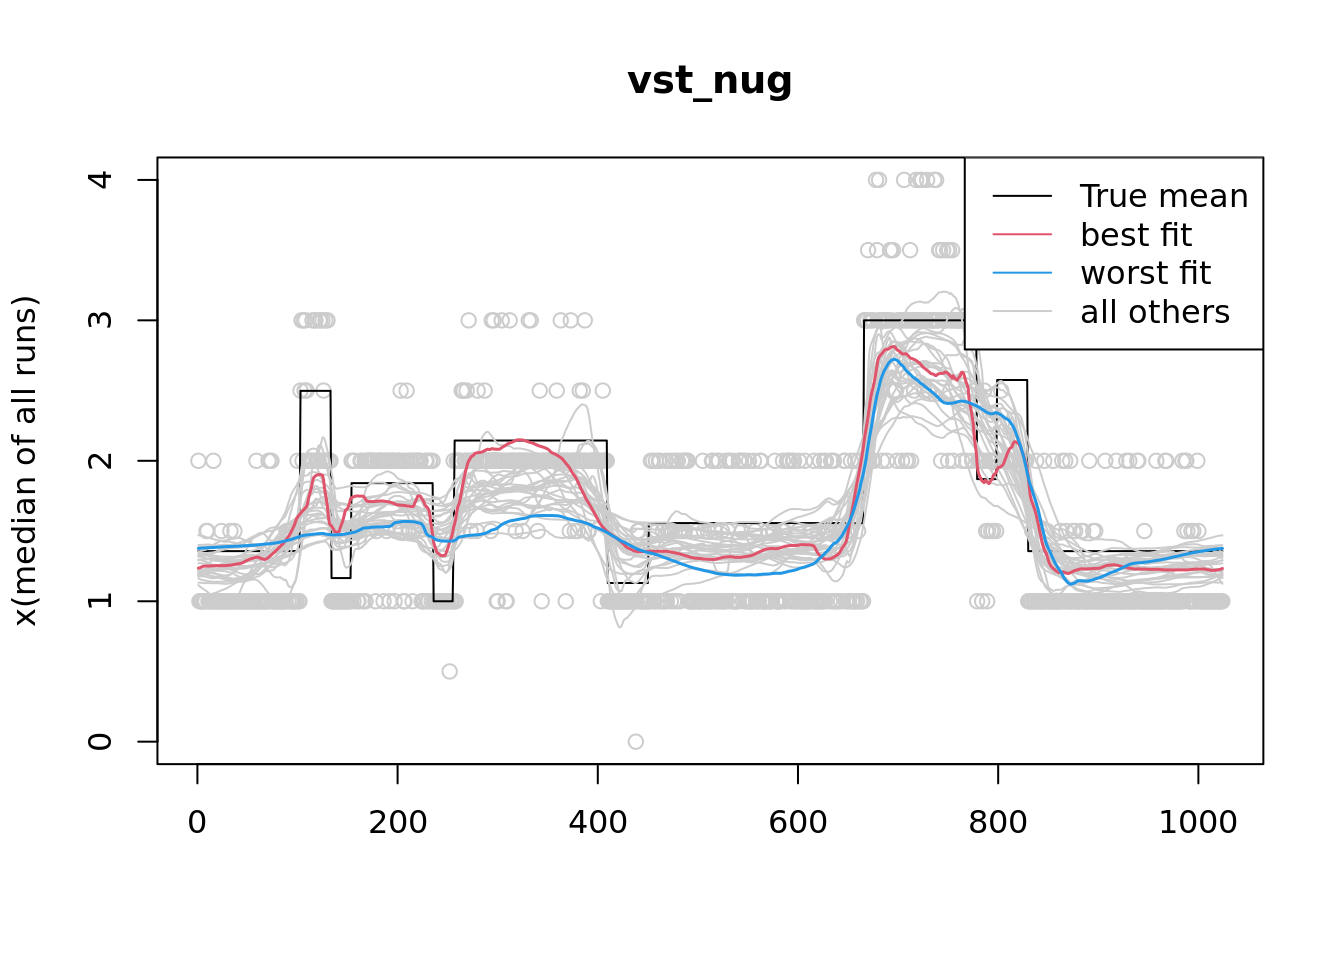 vst_nug
x(median of all runs)
4
3
2
1
0
True mean
best fit
worst fit
all others
0 200 400 600 800 1000